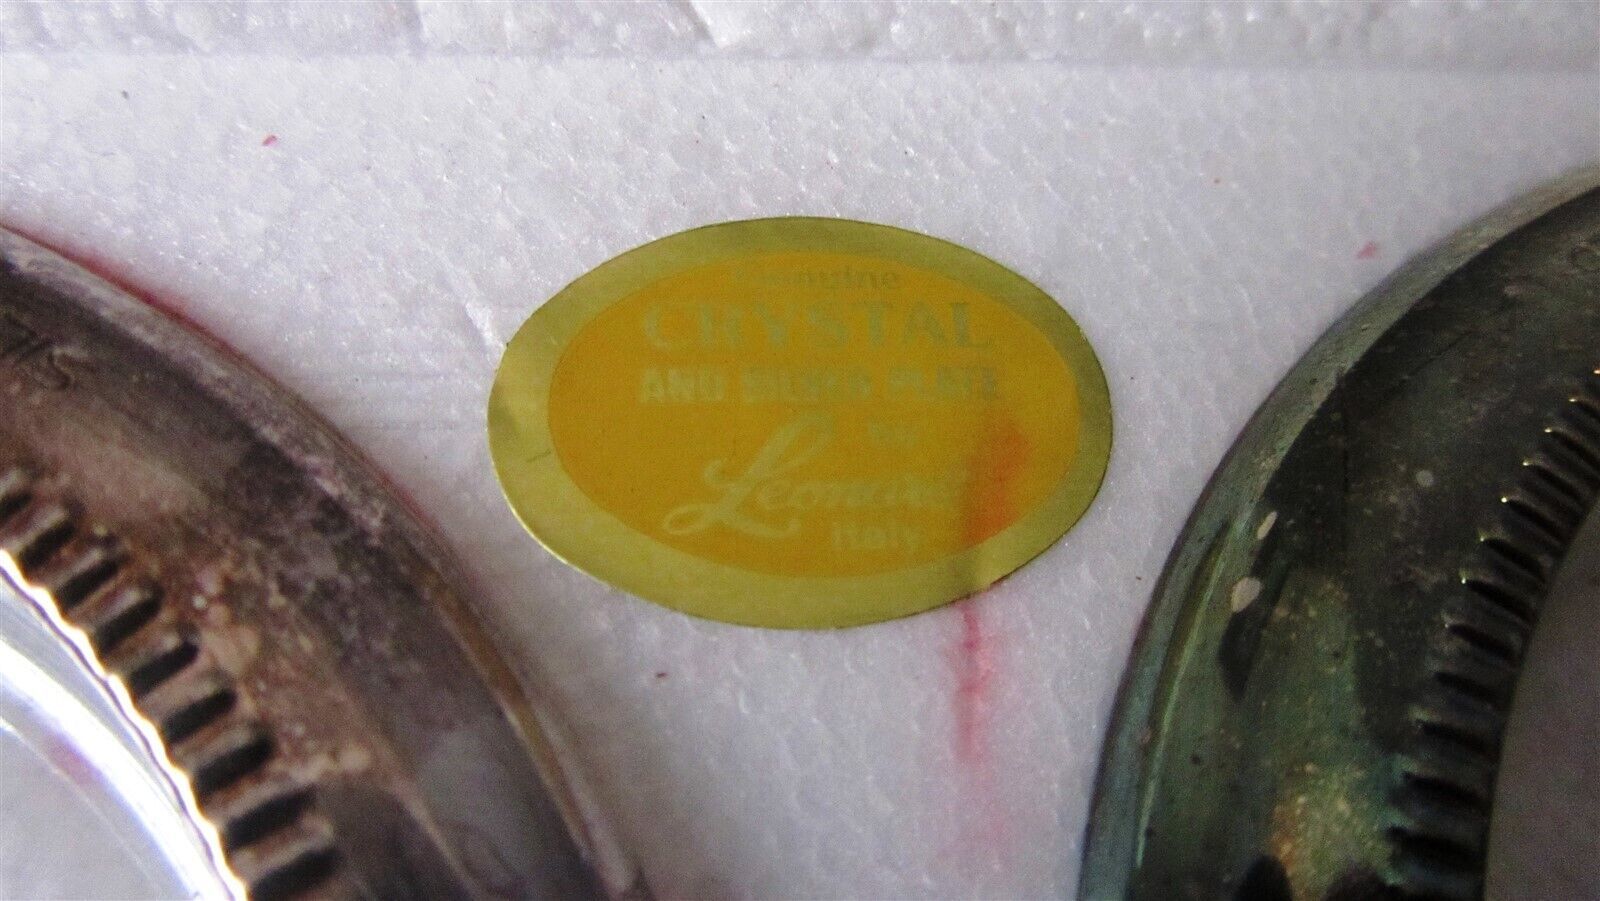 Genuine
CRYSTAL
AND SILVER PLATE
BY
Leonard
Italy